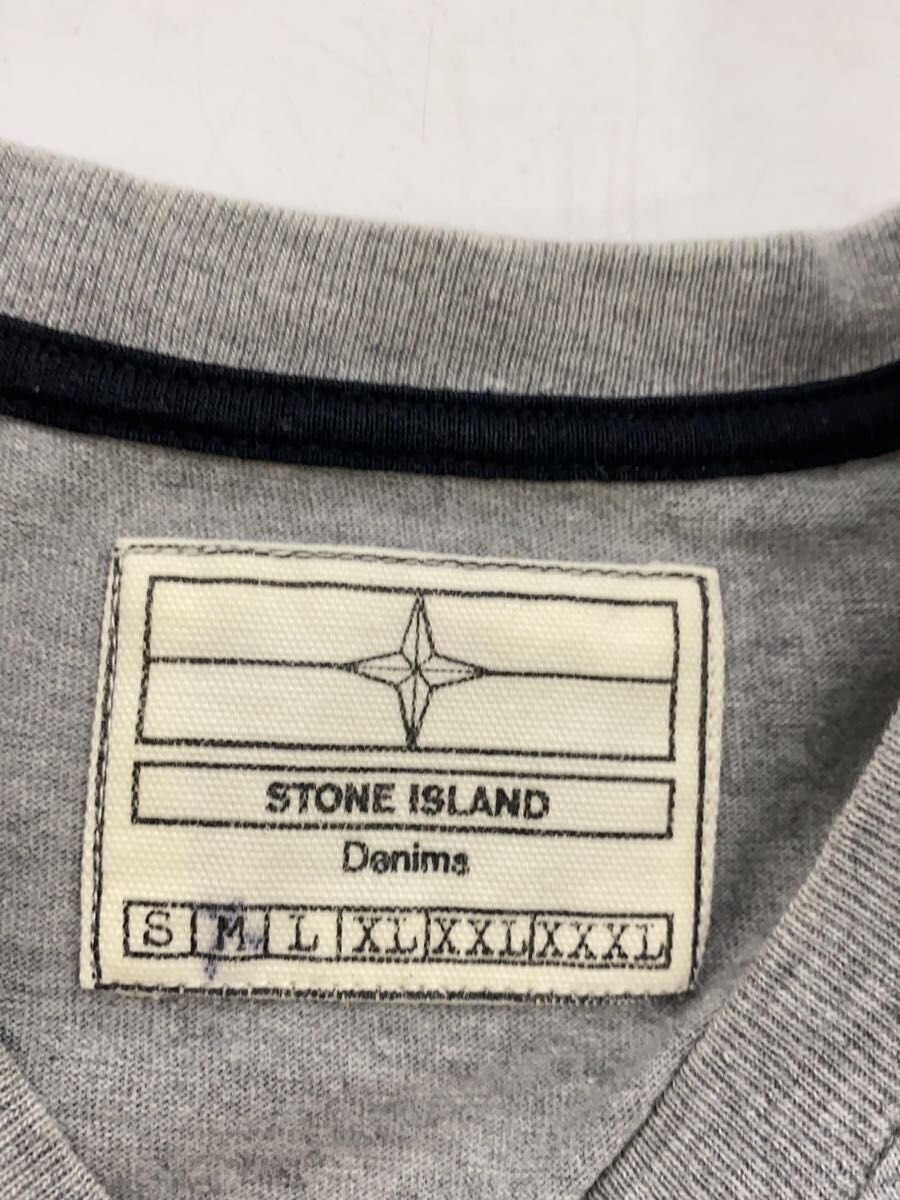 STONE ISLAND
Denims
S M L XL XXL XXXL